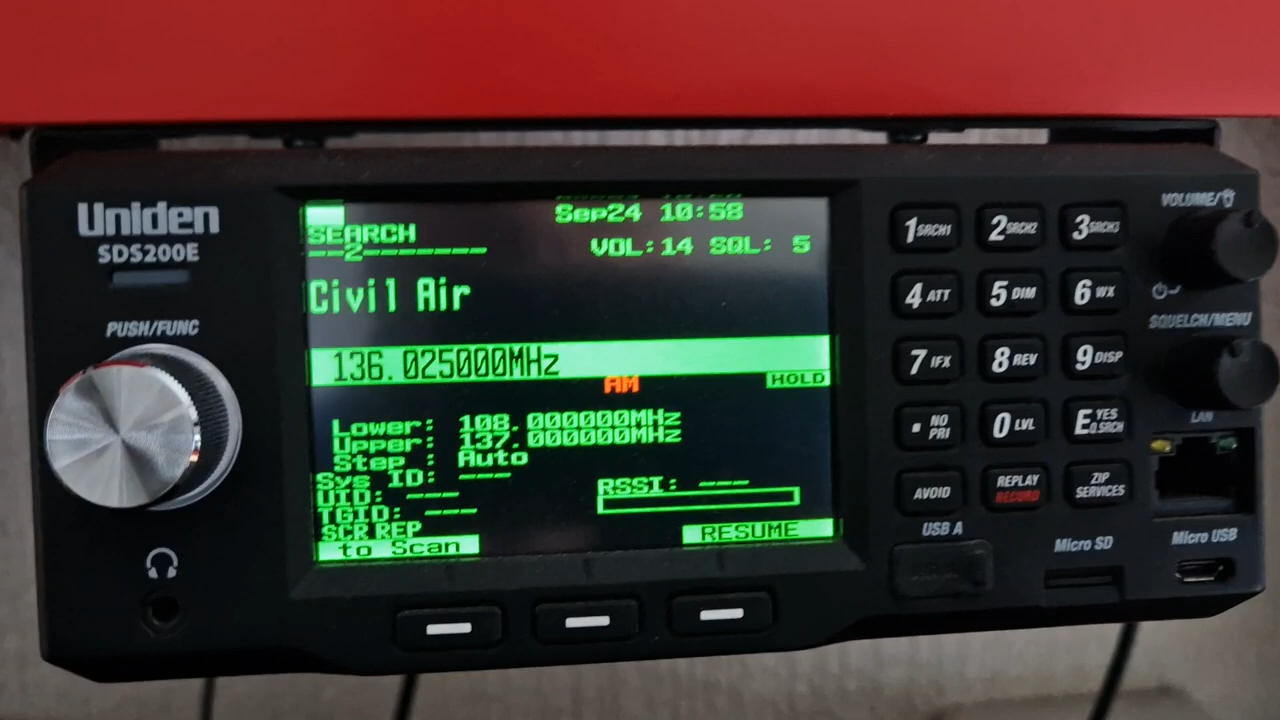 Uniden
SDS200E
PUSH/FUNC
Sep24 10:58
SEARCH
--2-------
VOL:14 SQL: 5
Civil Air
136.025000MHz
AM
HOLD
Lower: 108.000000MHz
Upper: 137.000000MHz
Step : Auto
Sys ID: ---
UID: ---
TGID: ---
RSSI: ---
SCR REP
to Scan
RESUME
1 SRCH1
2 SRCH2
3 SRCH3
4 ATT
5 DIM
6 WX
7 IFX
8 REV
9 DISP
. NO PRI
0 LVL
E YES Q.SRCH
AVOID
REPLAY
RECORD
ZIP
SERVICES
VOLUME/
SQUELCH/MENU
LAN
USB A
Micro SD
Micro USB